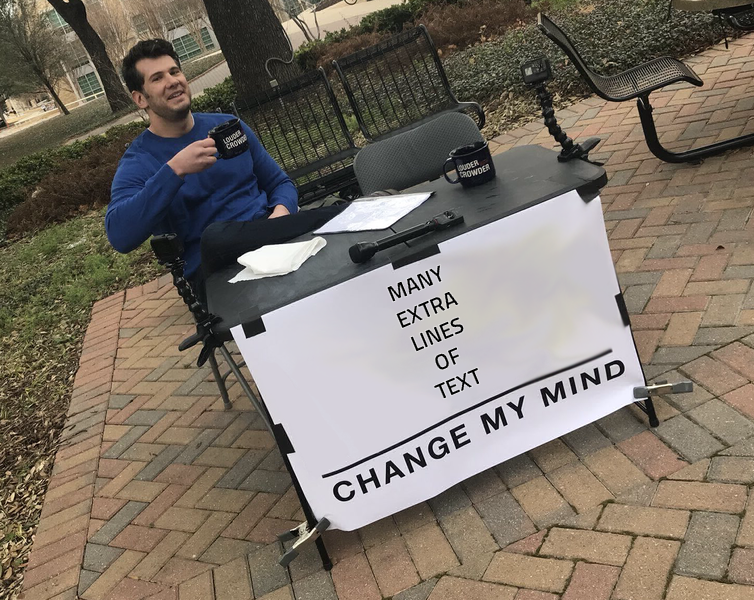 LOUDER
CROWDER
LOUDER
CROWDER
MANY
EXTRA
LINES
OF
TEXT
CHANGE MY MIND